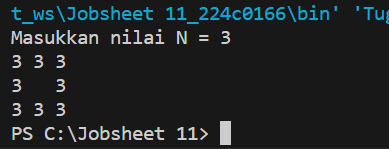 t_ws\Jobsheet 11_224c0166\bin' 'Tug
Masukkan nilai N = 3
3 3 3
3   3
3 3 3
PS C:\Jobsheet 11>